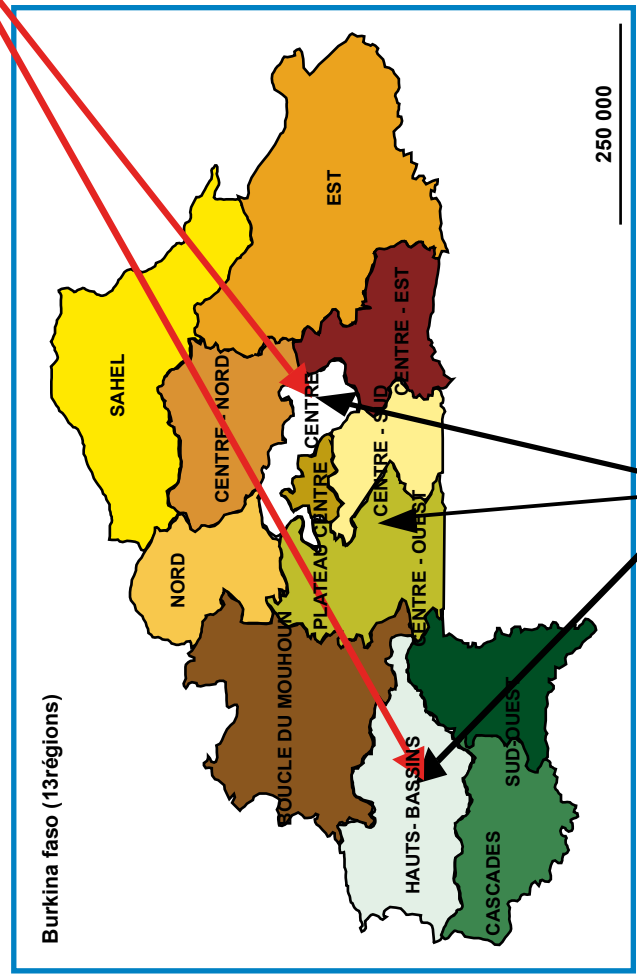 Burkina faso (13régions)
SAHEL
NORD
CENTRE - NORD
EST
BOUCLE DU MOUHOUN
PLATEAU CENTRE
CENTRE
CENTRE - SUD
CENTRE - EST
CENTRE - OUEST
HAUTS- BASSINS
SUD-OUEST
CASCADES
250 000